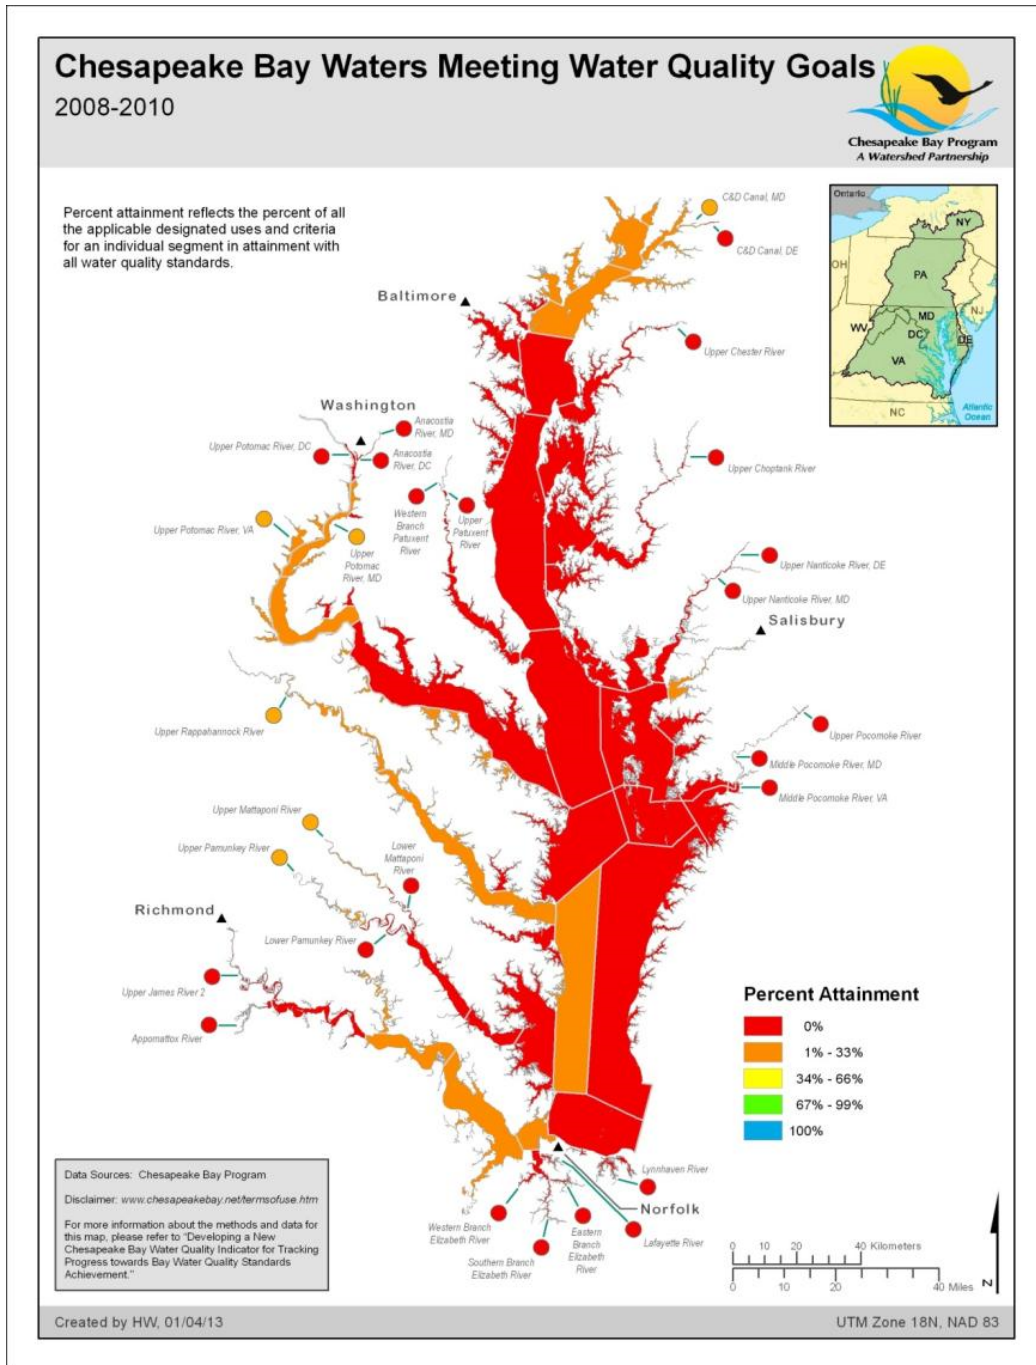 Chesapeake Bay Waters Meeting Water Quality Goals
2008-2010
Chesapeake Bay Program
A Watershed Partnership
Percent attainment reflects the percent of all
the applicable designated uses and criteria
for an individual segment in attainment with
all water quality standards.
Ontario
NY
OH
PA
NJ
MD
WV
DC
DE
VA
NC
Atlantic
Ocean
C&D Canal, MD
C&D Canal, DE
Baltimore
Upper Chester River
Washington
Anacostia
River, MD
Upper Potomac River, DC
Anacostia
River, DC
Upper Choptank River
Western
Branch
Patuxent
River
Upper
Patuxent
River
Upper Potomac River, VA
Upper
Potomac
River, MD
Upper Nanticoke River, DE
Upper Nanticoke River, MD
Salisbury
Upper Rappahannock River
Upper Pocomoke River
Middle Pocomoke River, MD
Middle Pocomoke River, VA
Upper Mattaponi River
Upper Pamunkey River
Lower
Mattaponi
River
Richmond
Lower Pamunkey River
Upper James River 2
Appomattox River
Percent Attainment
0%
1% - 33%
34% - 66%
67% - 99%
100%
Lynnhaven River
Norfolk
Lafayette River
Western Branch
Elizabeth River
Eastern
Branch
Elizabeth
River
Southern Branch
Elizabeth River
Data Sources: Chesapeake Bay Program
Disclaimer: www.chesapeakebay.net/termsofuse.htm
For more information about the methods and data for
this map, please refer to "Developing a New
Chesapeake Bay Water Quality Indicator for Tracking
Progress towards Bay Water Quality Standards
Achievement."
0 10 20 40 Kilometers
0 10 20 40 Miles
N
Created by HW, 01/04/13
UTM Zone 18N, NAD 83